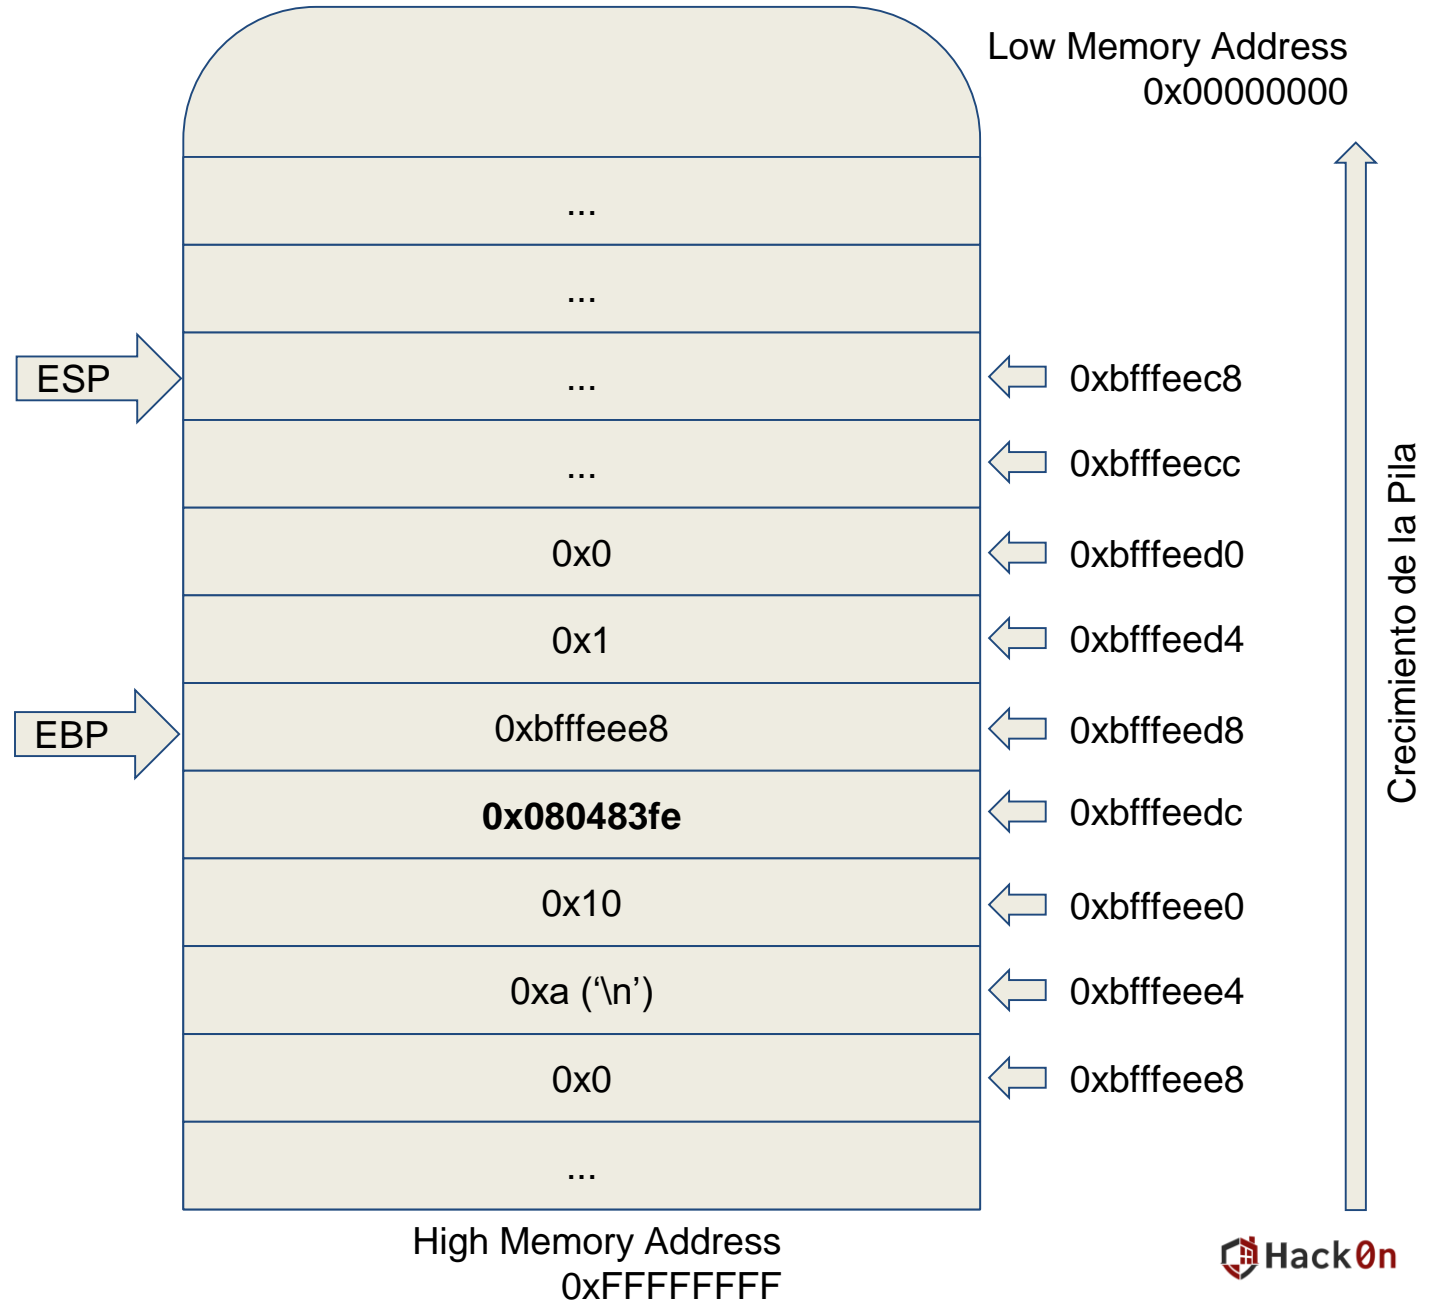 Low Memory Address
0x00000000
...
...
ESP
...
0xbfffeec8
...
0xbfffeecc
0x0
0xbfffeed0
0x1
0xbfffeed4
EBP
0xbfffeee8
0xbfffeed8
0x080483fe
0xbfffeedc
0x10
0xbfffeee0
0xa (‘\n’)
0xbfffeee4
0x0
0xbfffeee8
...
Crecimiento de la Pila
High Memory Address
0xFFFFFFFF
Hack0n